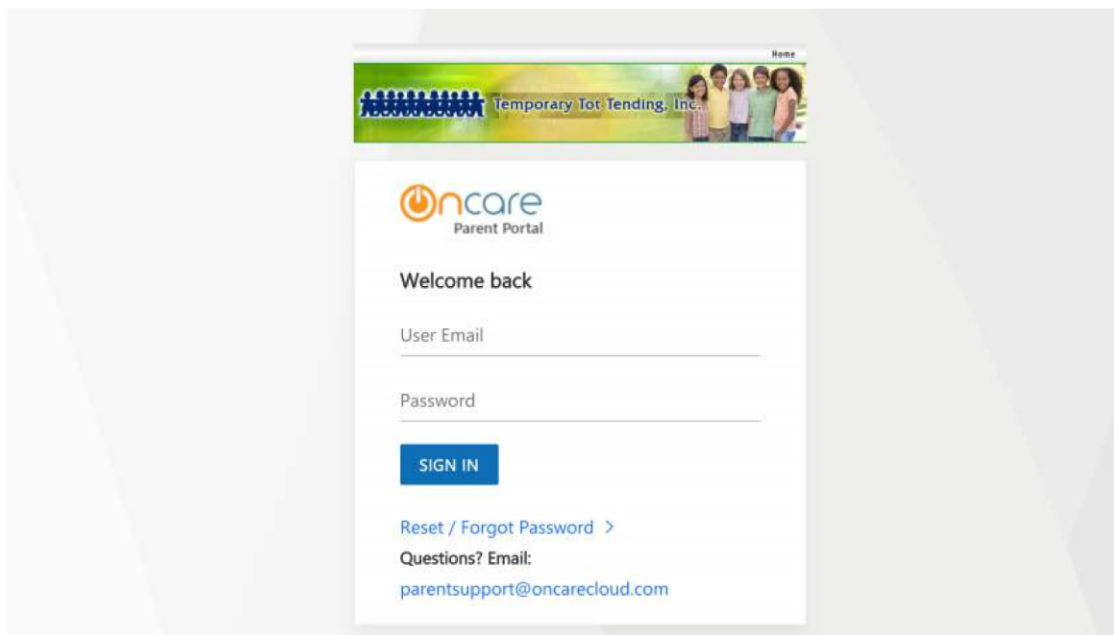 Home
Temporary Tot Tending, Inc.
Oncare
Parent Portal
Welcome back
User Email
Password
SIGN IN
Reset / Forgot Password >
Questions? Email:
parentsupport@oncarecloud.com